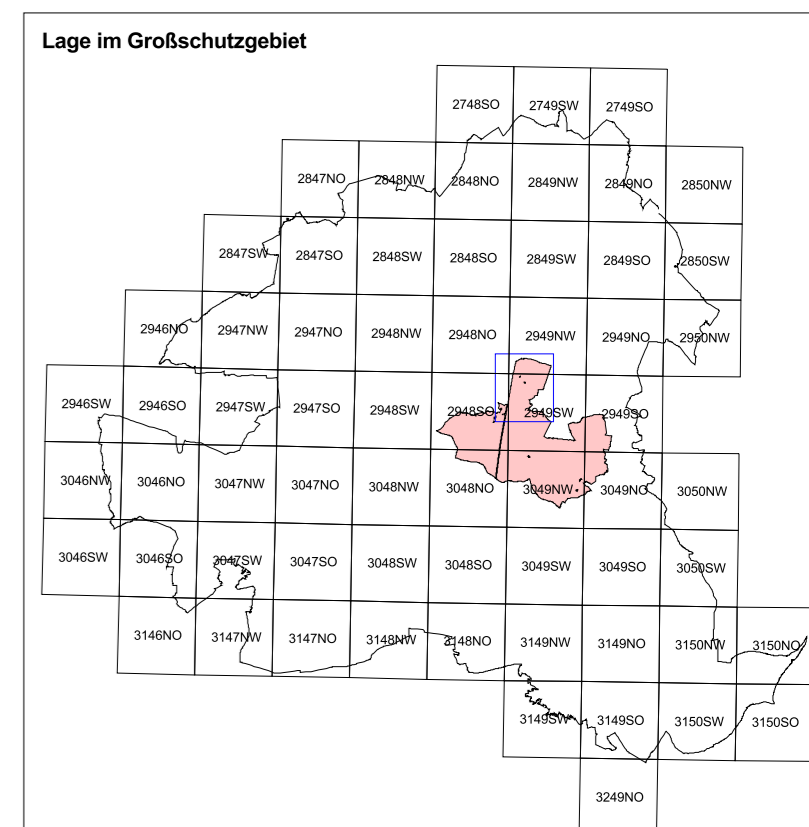 Lage im Großschutzgebiet
2748SO 2749SW 2749SO
2847NO 2848NW 2848NO 2849NW 2849NO 2850NW
2847SW 2847SO 2848SW 2848SO 2849SW 2849SO 2850SW
2946NO 2947NW 2947NO 2948NW 2948NO 2949NW 2949NO 2950NW
2946SW 2946SO 2947SW 2947SO 2948SW 2948SO 2949SW 2949SO
3046NW 3046NO 3047NW 3047NO 3048NW 3048NO 3049NW 3049NO 3050NW
3046SW 3046SO 3047SW 3047SO 3048SW 3048SO 3049SW 3049SO 3050SW
3146NO 3147NW 3147NO 3148NW 3148NO 3149NW 3149NO 3150NW 3150NO
3149SW 3149SO 3150SW 3150SO
3249NO